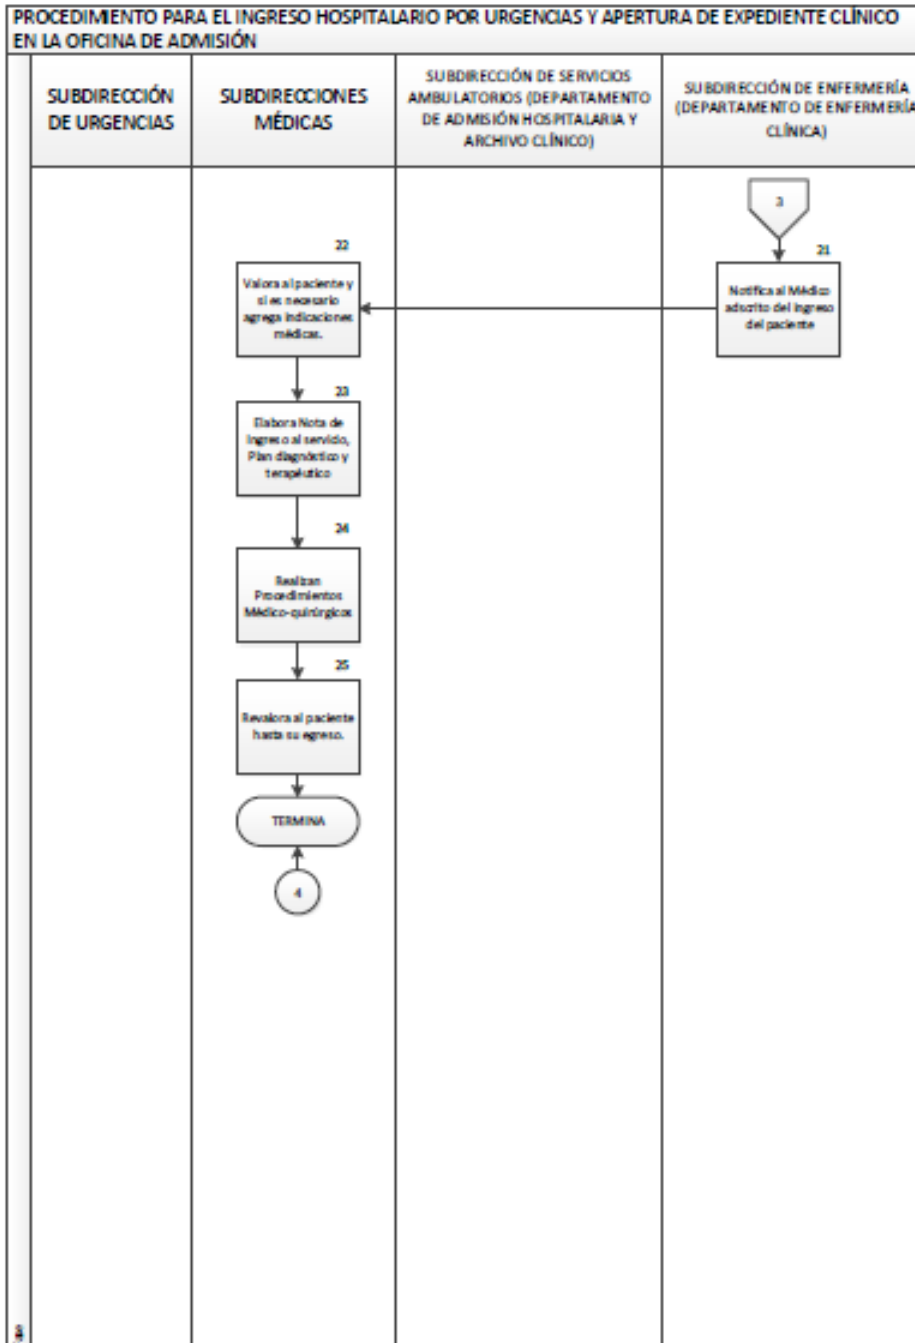 PROCEDIMIENTO PARA EL INGRESO HOSPITALARIO POR URGENCIAS Y APERTURA DE EXPEDIENTE CLÍNICO
EN LA OFICINA DE ADMISIÓN
SUBDIRECCIÓN
DE URGENCIAS
SUBDIRECCIONES
MÉDICAS
SUBDIRECCIÓN DE SERVICIOS
AMBULATORIOS (DEPARTAMENTO
DE ADMISIÓN HOSPITALARIA Y
ARCHIVO CLÍNICO)
SUBDIRECCIÓN DE ENFERMERÍA
(DEPARTAMENTO DE ENFERMERÍA
CLÍNICA)
3
21
Notifica al Médico
adscrito del ingreso
del paciente
22
Valora al paciente y
si es necesario
agrega indicaciones
médicas.
23
Elabora Nota de
Ingreso al servicio,
Plan diagnóstico y
terapéutico
24
Realizan
Procedimientos
Médico-quirúrgicos
25
Revalora al paciente
hasta su egreso.
TERMINA
4